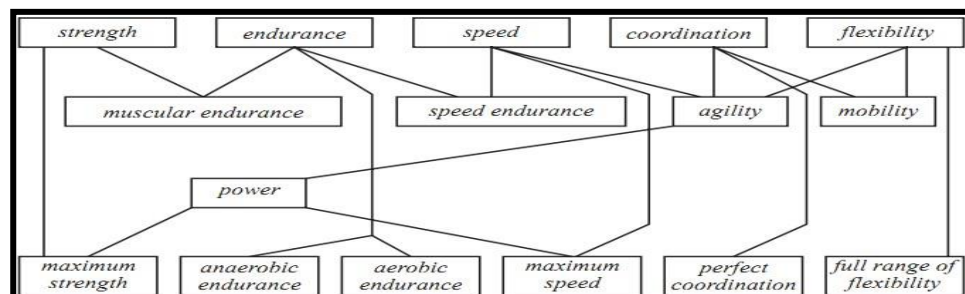 strength
endurance
speed
coordination
flexibility
muscular endurance
speed endurance
agility
mobility
power
maximum
strength
anaerobic
endurance
aerobic
endurance
maximum
speed
perfect
coordination
full range of
flexibility